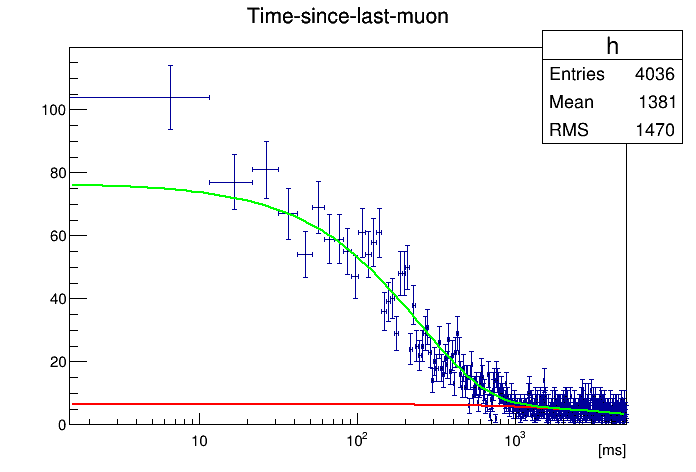 Time-since-last-muon
h
Entries 4036
Mean 1381
RMS 1470
100
80
60
40
20
0
10 10² 10³
[ms]